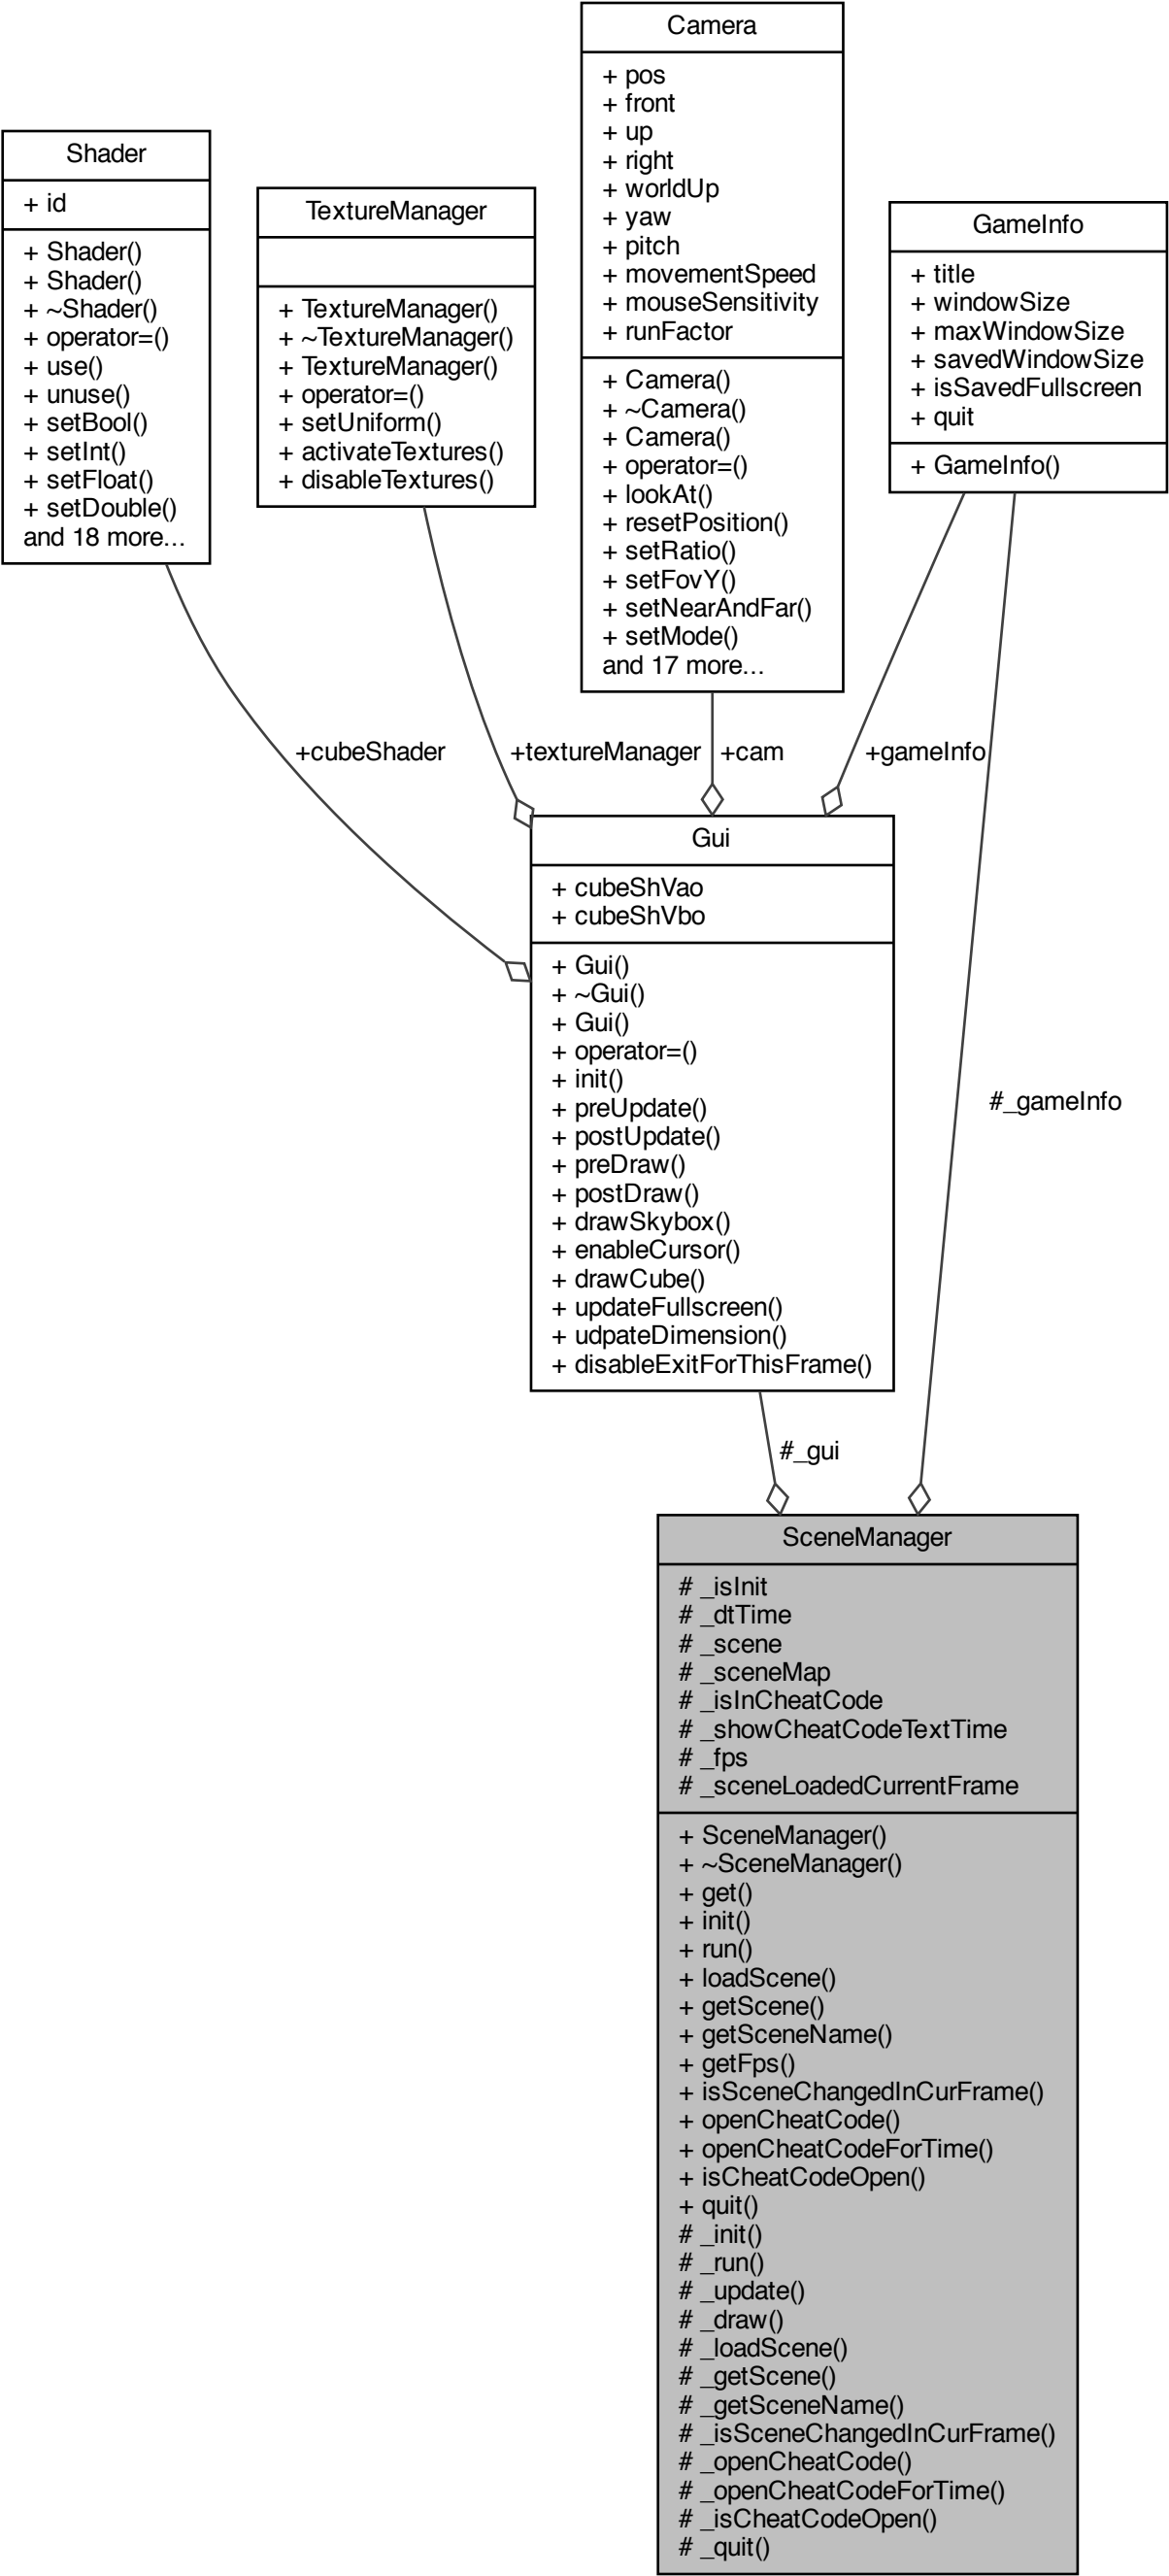 Camera
+ pos
+ front
+ up
+ right
+ worldUp
+ yaw
+ pitch
+ movementSpeed
+ mouseSensitivity
+ runFactor
+ Camera()
+ ~Camera()
+ Camera()
+ operator=()
+ lookAt()
+ resetPosition()
+ setRatio()
+ setFovY()
+ setNearAndFar()
+ setMode()
and 17 more...
Shader
+ id
+ Shader()
+ Shader()
+ ~Shader()
+ operator=()
+ use()
+ unuse()
+ setBool()
+ setInt()
+ setFloat()
+ setDouble()
and 18 more...
TextureManager
+ TextureManager()
+ ~TextureManager()
+ TextureManager()
+ operator=()
+ setUniform()
+ activateTextures()
+ disableTextures()
GameInfo
+ title
+ windowSize
+ maxWindowSize
+ savedWindowSize
+ isSavedFullscreen
+ quit
+ GameInfo()
+cubeShader
+textureManager
+cam
+gameInfo
Gui
+ cubeShVao
+ cubeShVbo
+ Gui()
+ ~Gui()
+ Gui()
+ operator=()
+ init()
+ preUpdate()
+ postUpdate()
+ preDraw()
+ postDraw()
+ drawSkybox()
+ enableCursor()
+ drawCube()
+ updateFullscreen()
+ udpateDimension()
+ disableExitForThisFrame()
#_gameInfo
#_gui
SceneManager
# _isInit
# _dtTime
# _scene
# _sceneMap
# _isInCheatCode
# _showCheatCodeTextTime
# _fps
# _sceneLoadedCurrentFrame
+ SceneManager()
+ ~SceneManager()
+ get()
+ init()
+ run()
+ loadScene()
+ getScene()
+ getSceneName()
+ getFps()
+ isSceneChangedInCurFrame()
+ openCheatCode()
+ openCheatCodeForTime()
+ isCheatCodeOpen()
+ quit()
# _init()
# _run()
# _update()
# _draw()
# _loadScene()
# _getScene()
# _getSceneName()
# _isSceneChangedInCurFrame()
# _openCheatCode()
# _openCheatCodeForTime()
# _isCheatCodeOpen()
# _quit()